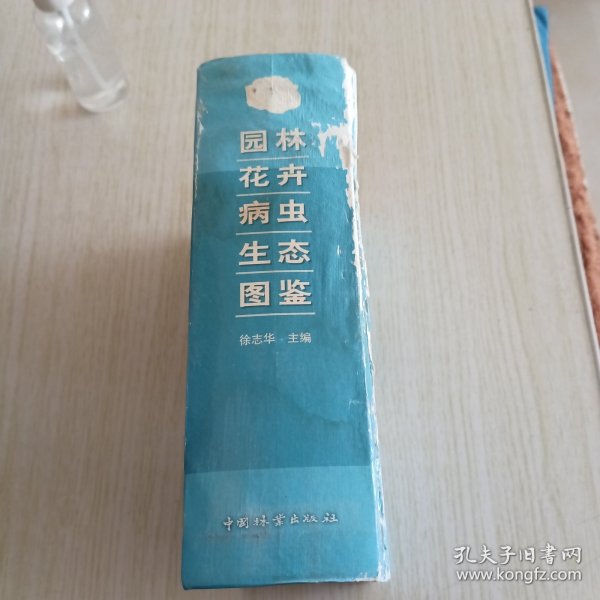 园林
花卉
病虫
生态
图鉴
徐志华 主编
中国林业出版社
孔夫子旧书网
www.kongfz.com